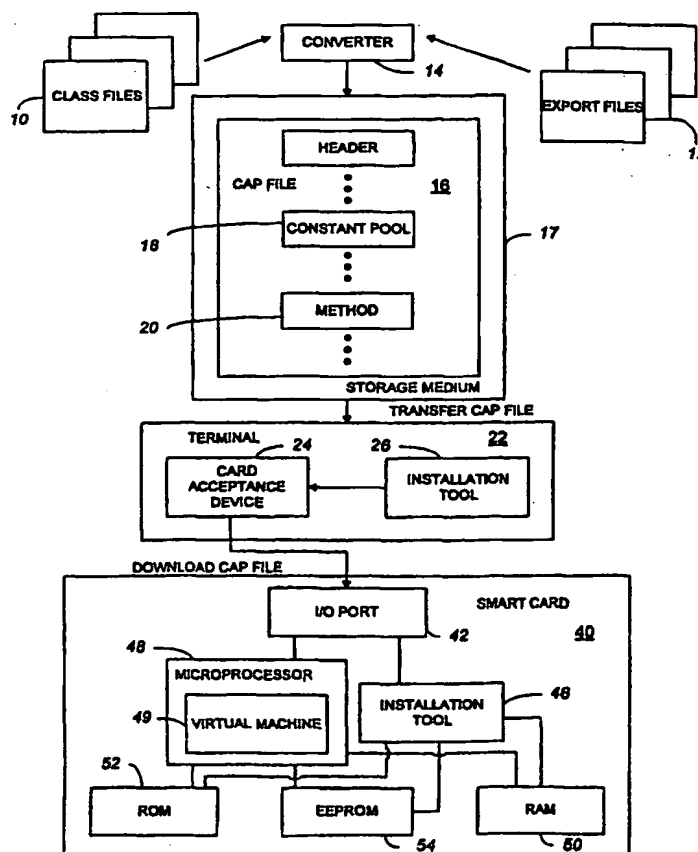 CONVERTER
14
CLASS FILES
10
EXPORT FILES
HEADER
CAP FILE
16
CONSTANT POOL
18
17
METHOD
20
STORAGE MEDIUM
TRANSFER CAP FILE
TERMINAL
24
26
22
CARD
ACCEPTANCE
DEVICE
INSTALLATION
TOOL
DOWNLOAD CAP FILE
I/O PORT
SMART CARD
42
40
48
MICROPROCESSOR
49
VIRTUAL MACHINE
INSTALLATION
TOOL
46
52
ROM
EEPROM
RAM
54
50